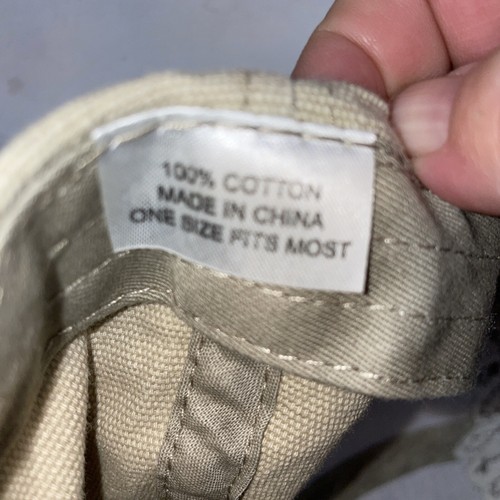 100% COTTON
MADE IN CHINA
ONE SIZE FITS MOST